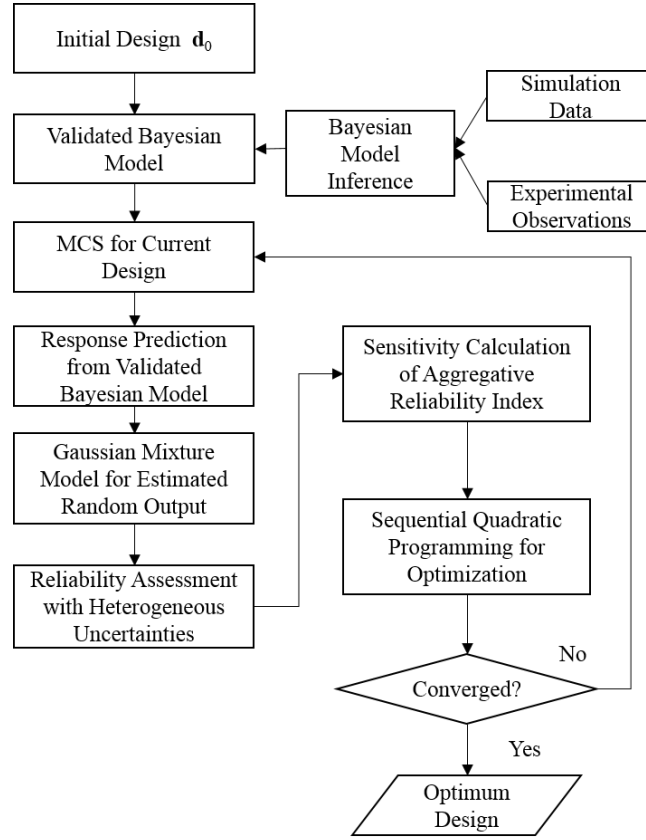 Initial Design d₀
Validated Bayesian
Model
Bayesian
Model
Inference
Simulation
Data
Experimental
Observations
MCS for Current
Design
Response Prediction
from Validated
Bayesian Model
Gaussian Mixture
Model for Estimated
Random Output
Reliability Assessment
with Heterogeneous
Uncertainties
Sensitivity Calculation
of Aggregative
Reliability Index
Sequential Quadratic
Programming for
Optimization
Converged?
No
Yes
Optimum
Design